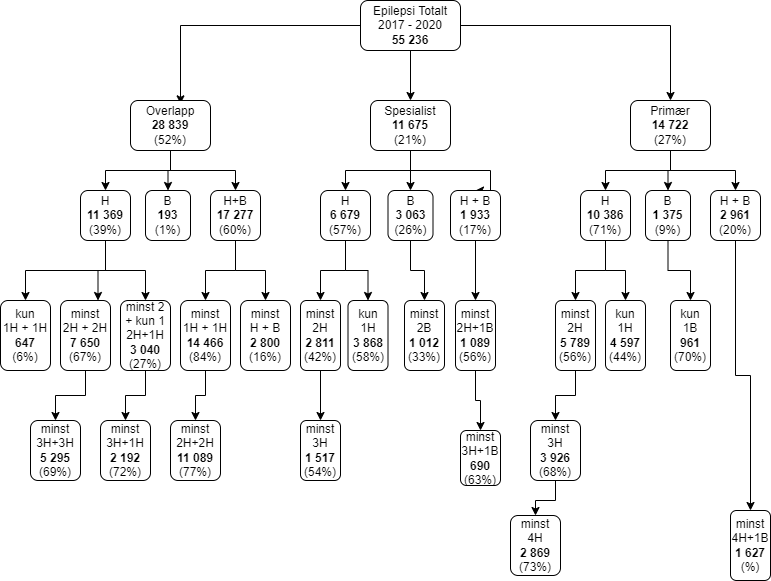 Epilepsi Totalt
2017 - 2020
55 236
Overlapp
28 839
(52%)
Spesialist
11 675
(21%)
Primær
14 722
(27%)
H
11 369
(39%)
B
193
(1%)
H+B
17 277
(60%)
H
6 679
(57%)
B
3 063
(26%)
H + B
1 933
(17%)
H
10 386
(71%)
B
1 375
(9%)
H + B
2 961
(20%)
kun
1H + 1H
647
(6%)
minst
2H + 2H
7 650
(67%)
minst 2
+ kun 1
2H+1H
3 040
(27%)
minst
1H + 1H
14 466
(84%)
minst
H + B
2 800
(16%)
minst
2H
2 811
(42%)
kun
1H
3 868
(58%)
minst
2B
1 012
(33%)
minst
2H+1B
1 089
(56%)
minst
2H
5 789
(56%)
kun
1H
4 597
(44%)
kun
1B
961
(70%)
minst
3H+3H
5 295
(69%)
minst
3H+1H
2 192
(72%)
minst
2H+2H
11 089
(77%)
minst
3H
1 517
(54%)
minst
3H+1B
690
(63%)
minst
3H
3 926
(68%)
minst
4H
2 869
(73%)
minst
4H+1B
1 627
(%)